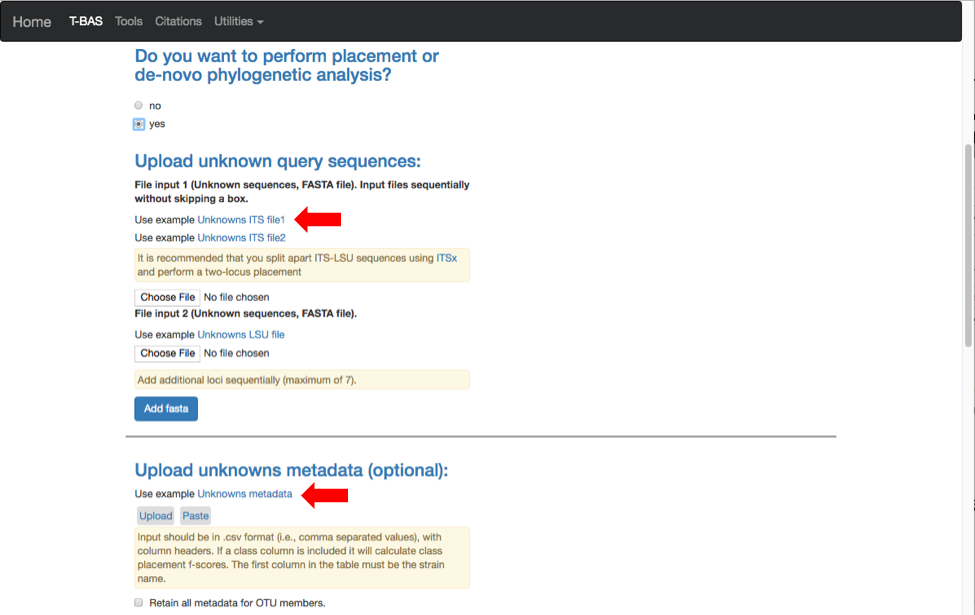 Home T-BAS Tools Citations Utilities
Do you want to perform placement or
de-novo phylogenetic analysis?
no
yes
Upload unknown query sequences:
File input 1 (Unknown sequences, FASTA file). Input files sequentially
without skipping a box.
Use example Unknowns ITS file1
Use example Unknowns ITS file2
It is recommended that you split apart ITS-LSU sequences using ITSx
and perform a two-locus placement
Choose File No file chosen
File input 2 (Unknown sequences, FASTA file).
Use example Unknowns LSU file
Choose File No file chosen
Add additional loci sequentially (maximum of 7).
Add fasta
Upload unknowns metadata (optional):
Use example Unknowns metadata
Upload Paste
Input should be in .csv format (i.e., comma separated values), with
column headers. If a class column is included it will calculate class
placement f-scores. The first column in the table must be the strain
name.
Retain all metadata for OTU members.